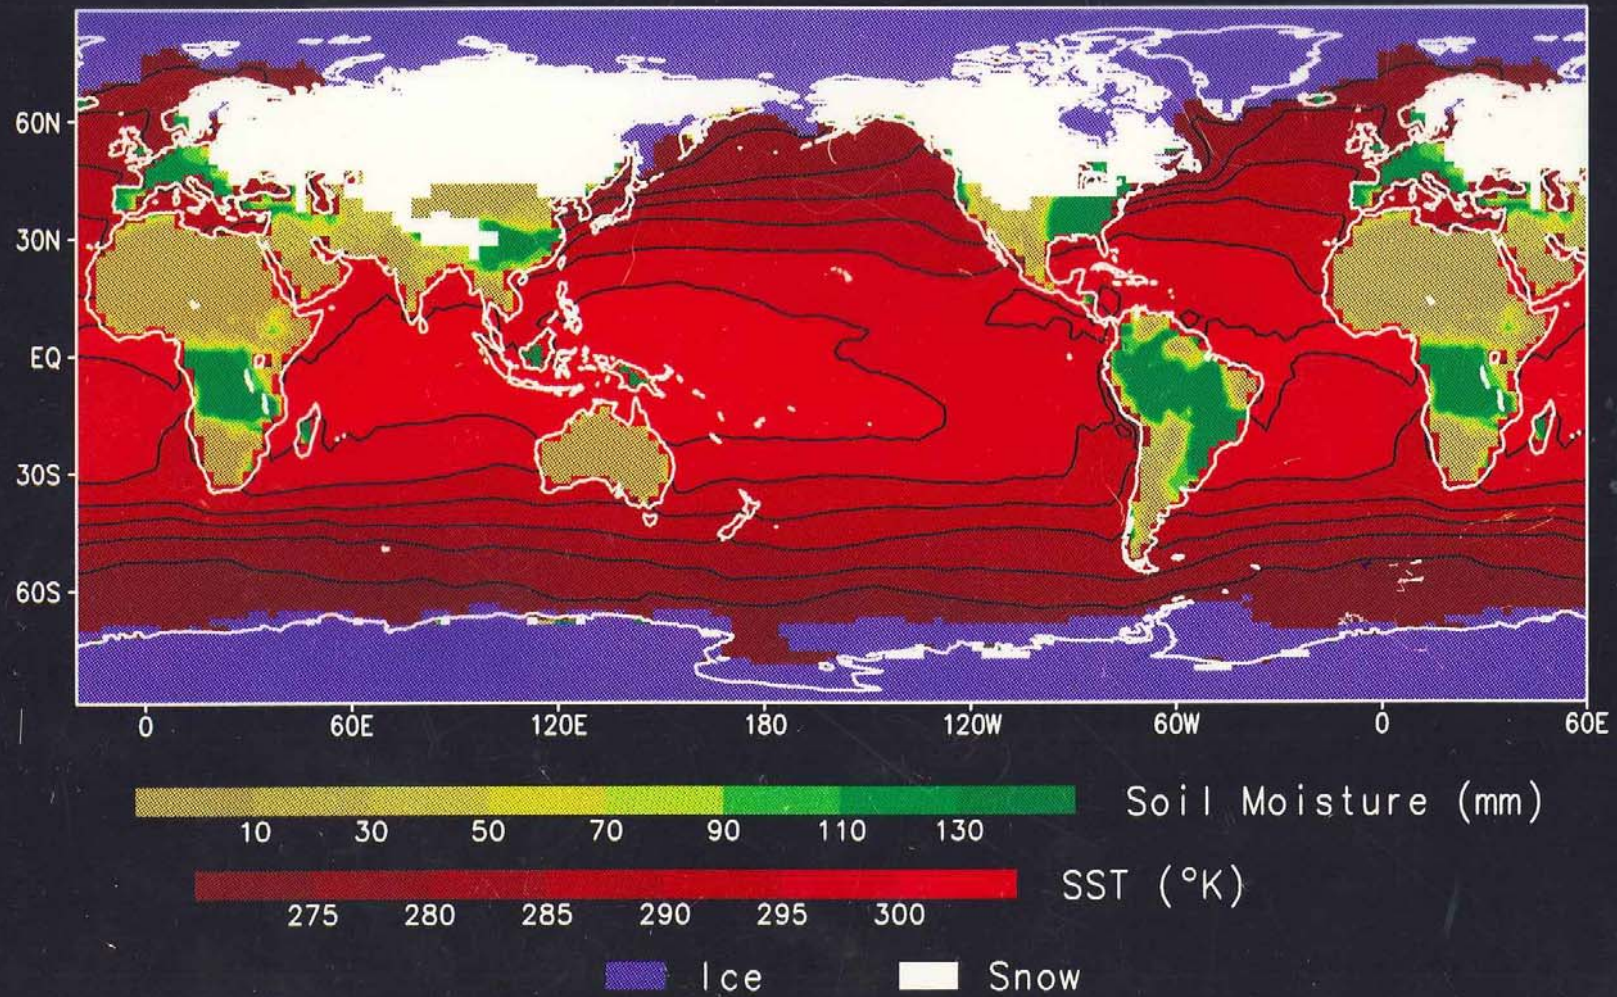 60N
30N
EQ
30S
60S
0 60E 120E 180 120W 60W 0 60E
Soil Moisture (mm)
10 30 50 70 90 110 130
SST (°K)
275 280 285 290 295 300
Ice Snow